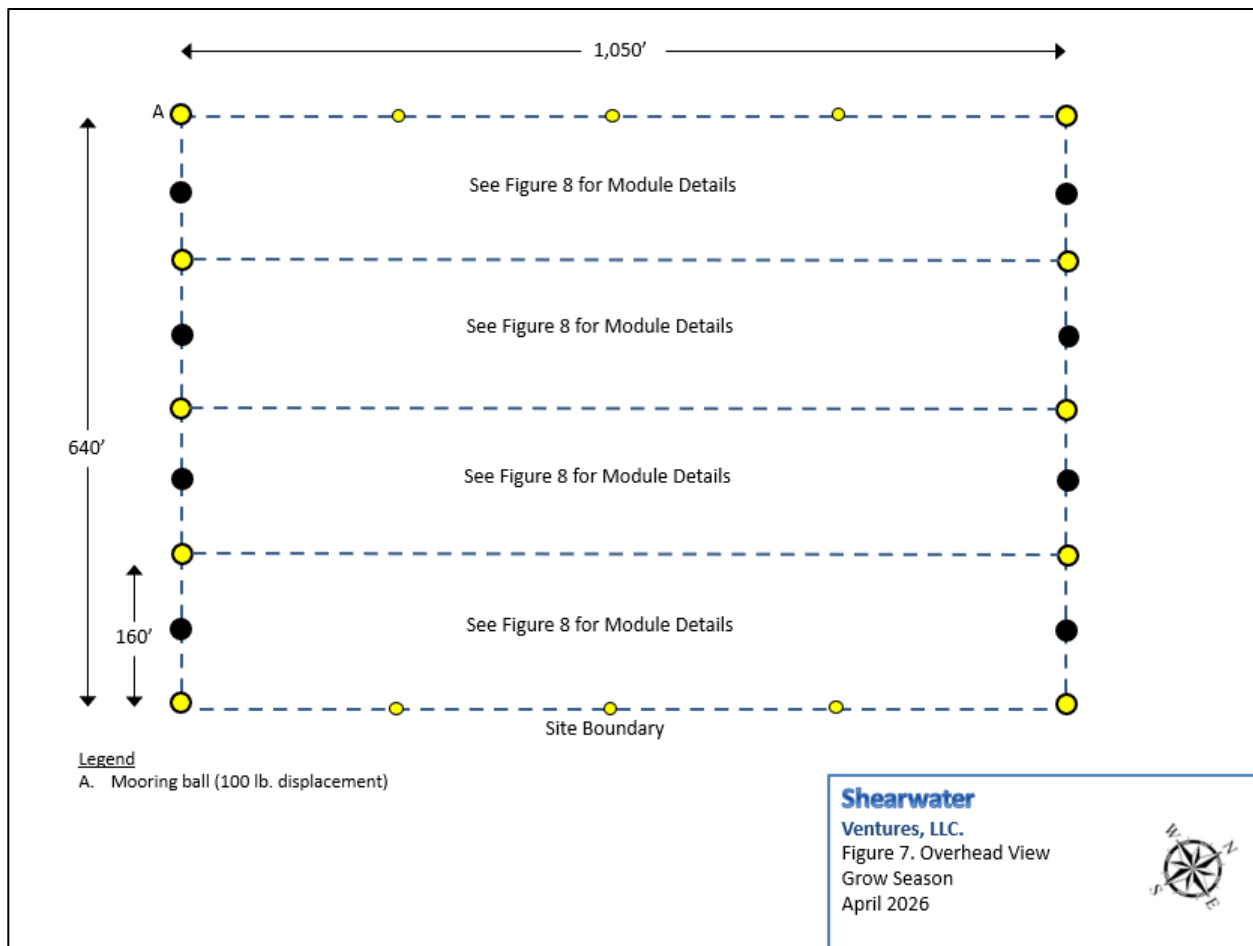 1,050’
A
See Figure 8 for Module Details
See Figure 8 for Module Details
640’
See Figure 8 for Module Details
160’
See Figure 8 for Module Details
Site Boundary
Legend
A. Mooring ball (100 lb. displacement)
Shearwater
Ventures, LLC.
Figure 7. Overhead View
Grow Season
April 2026
W
N
S
E